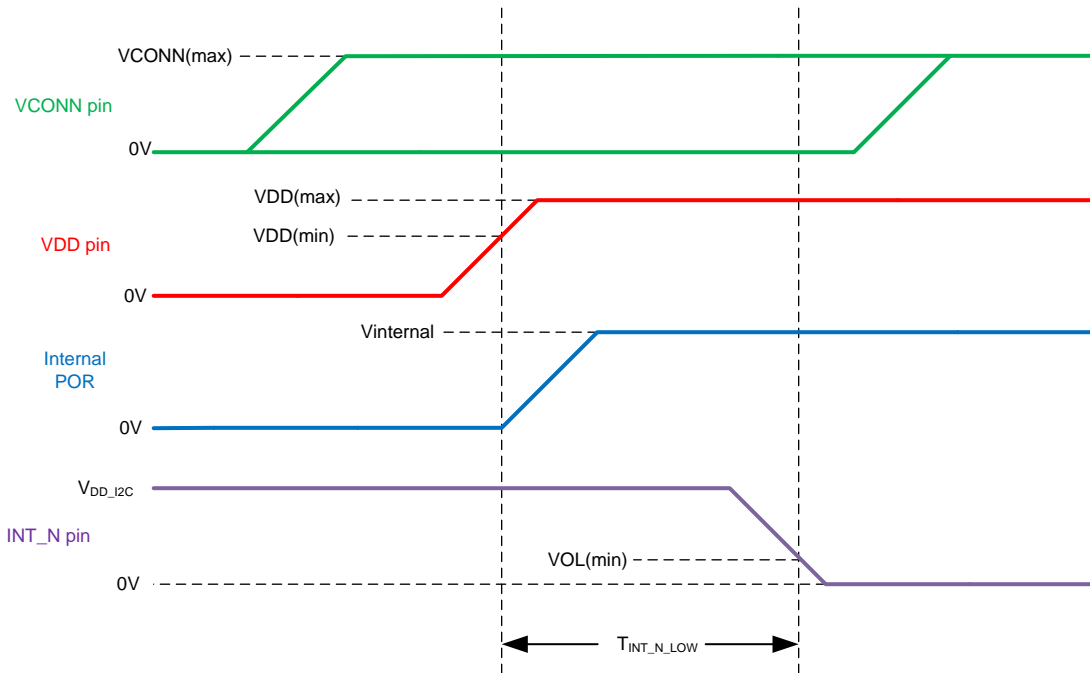 VCONN(max)
VCONN pin
0V
VDD(max)
VDD(min)
VDD pin
0V
Vinternal
Internal
POR
0V
VDD_I2C
INT_N pin
VOL(min)
0V
TINT_N_LOW